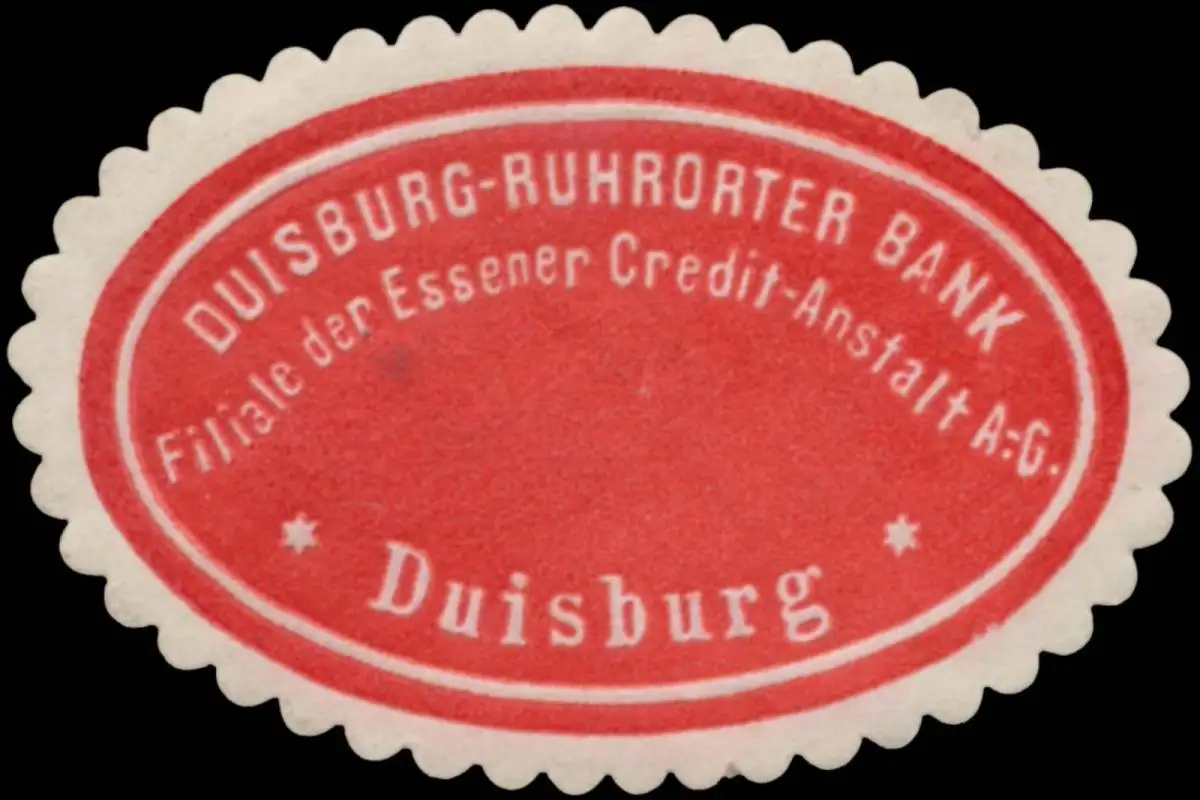 DUISBURG-RUHRORTER BANK
Filiale der Essener Credit-Anstalt A.-G.
* Duisburg *